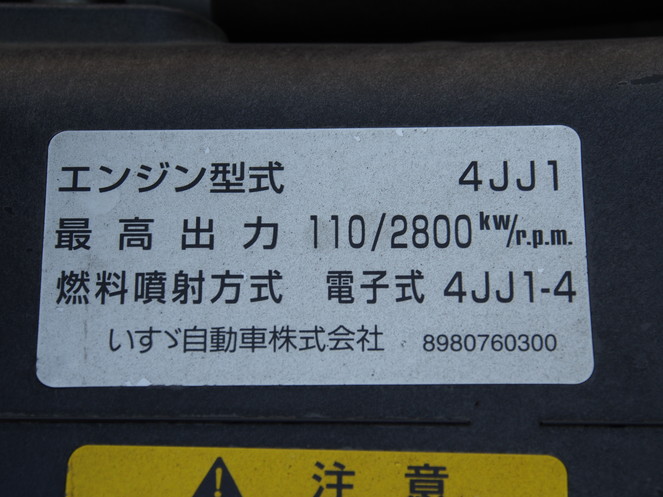 エンジン型式 4JJ1
最高出力 110/2800 kw/r.p.m.
燃料噴射方式 電子式 4JJ1-4
いすゞ自動車株式会社 8980760300
注意